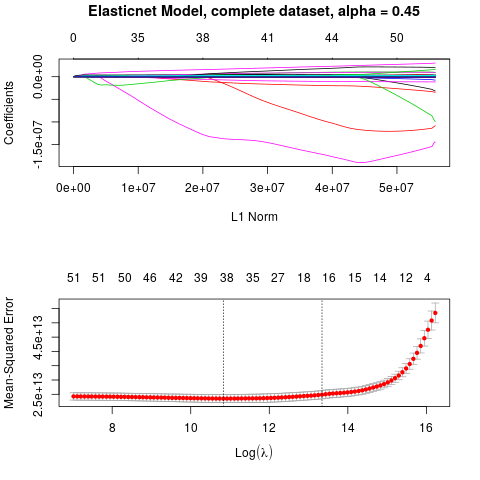 Elasticnet Model, complete dataset, alpha = 0.45
0 35 38 41 44 50
Coefficients
0.0e+00
-1.5e+07
0e+00 1e+07 2e+07 3e+07 4e+07 5e+07
L1 Norm
51 51 50 46 42 39 38 35 27 18 16 15 14 12 4
Mean-Squared Error
4.5e+13
2.5e+13
8 10 12 14 16
Log(λ)